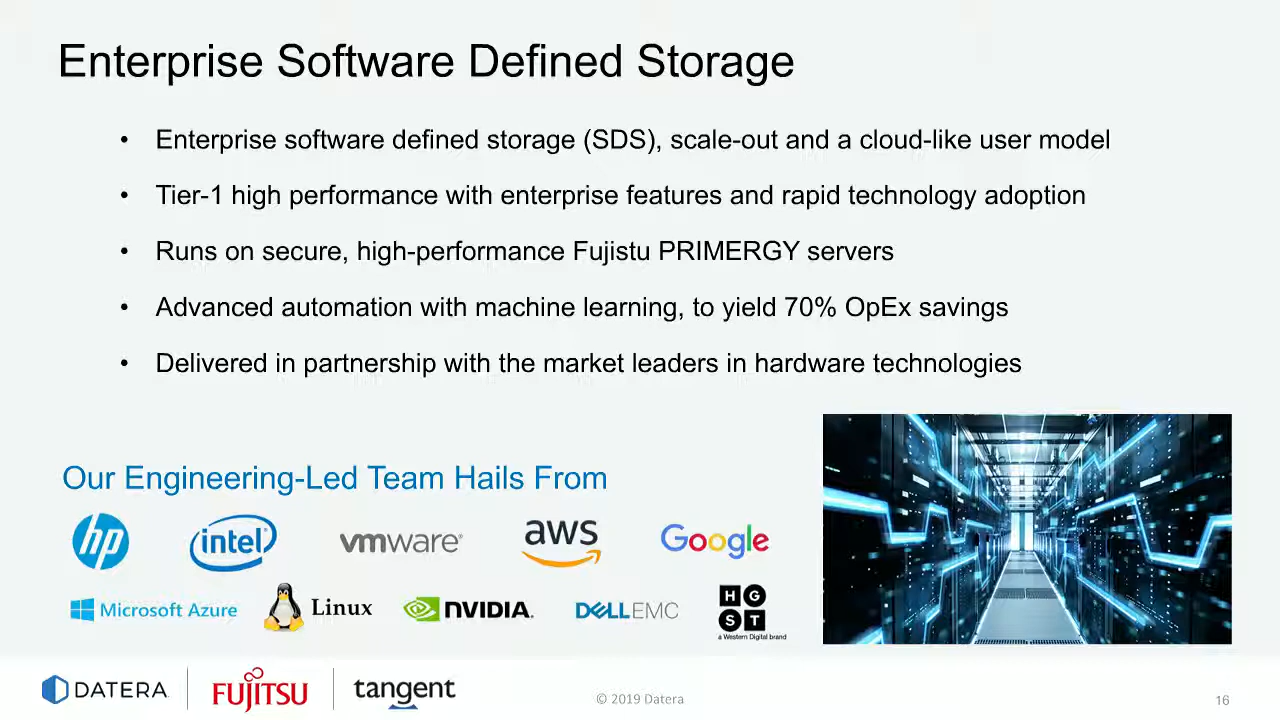 Enterprise Software Defined Storage
• Enterprise software defined storage (SDS), scale-out and a cloud-like user model
• Tier-1 high performance with enterprise features and rapid technology adoption
• Runs on secure, high-performance Fujistu PRIMERGY servers
• Advanced automation with machine learning, to yield 70% OpEx savings
• Delivered in partnership with the market leaders in hardware technologies
Our Engineering-Led Team Hails From
hp intel® vmware® aws Google
Microsoft Azure Linux NVIDIA. DELLEMC HGST
a Western Digital brand
DATERA FUJITSU tangent © 2019 Datera 16